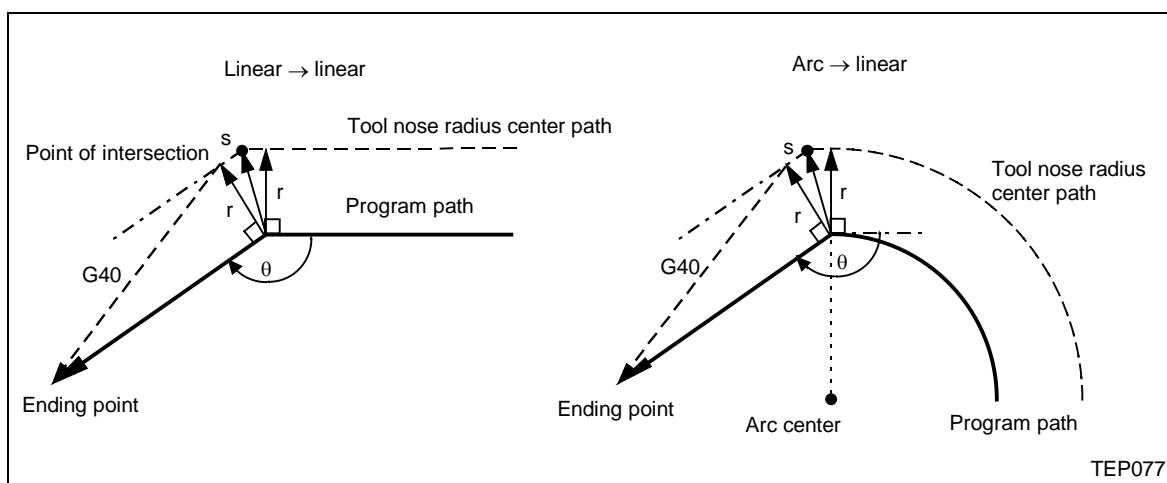 Linear → linear
s
Tool nose radius center path
Point of intersection
r
r
Program path
θ
G40
Ending point
Arc → linear
s
Tool nose radius
center path
r
r
θ
G40
Ending point
Arc center
Program path
TEP077